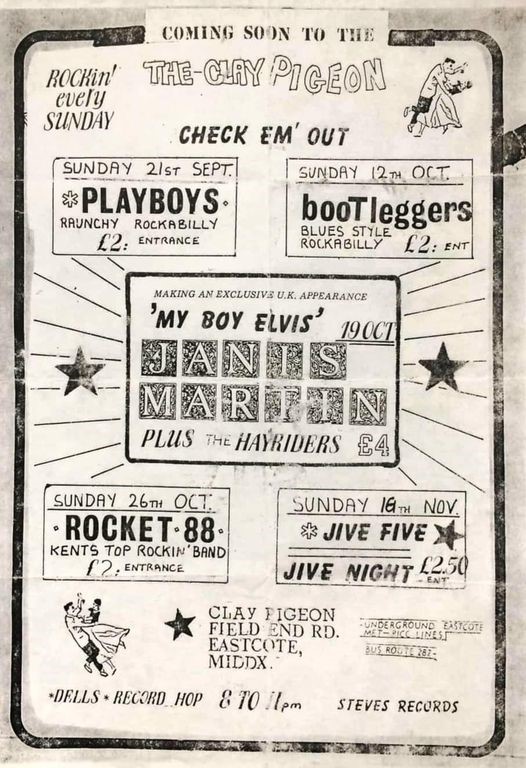 COMING SOON TO THE
ROCKIN' every SUNDAY
THE-CLAY PIGEON
CHECK EM' OUT
SUNDAY 21ST SEPT.
*PLAYBOYS·
RAUNCHY ROCKABILLY
£2: ENTRANCE
SUNDAY 12TH OCT.
booTleggers
BLUES STYLE
ROCKABILLY £2: ENT
MAKING AN EXCLUSIVE U.K. APPEARANCE
'MY BOY ELVIS' 19 OCT
JANIS
MARTIN
PLUS THE HAYRIDERS £4
SUNDAY 26TH OCT.
·ROCKET·88·
KENTS TOP ROCKIN' BAND
£2: ENTRANCE
SUNDAY 16TH NOV.
* JIVE FIVE
JIVE NIGHT £2.50 ENT
CLAY PIGEON
FIELD END RD.
EASTCOTE,
MIDDX.
UNDERGROUND EASTCOTE
MET-PICC LINES
BUS ROUTE 282-
*DELLS * RECORD HOP 8 TO 11pm STEVES RECORDS